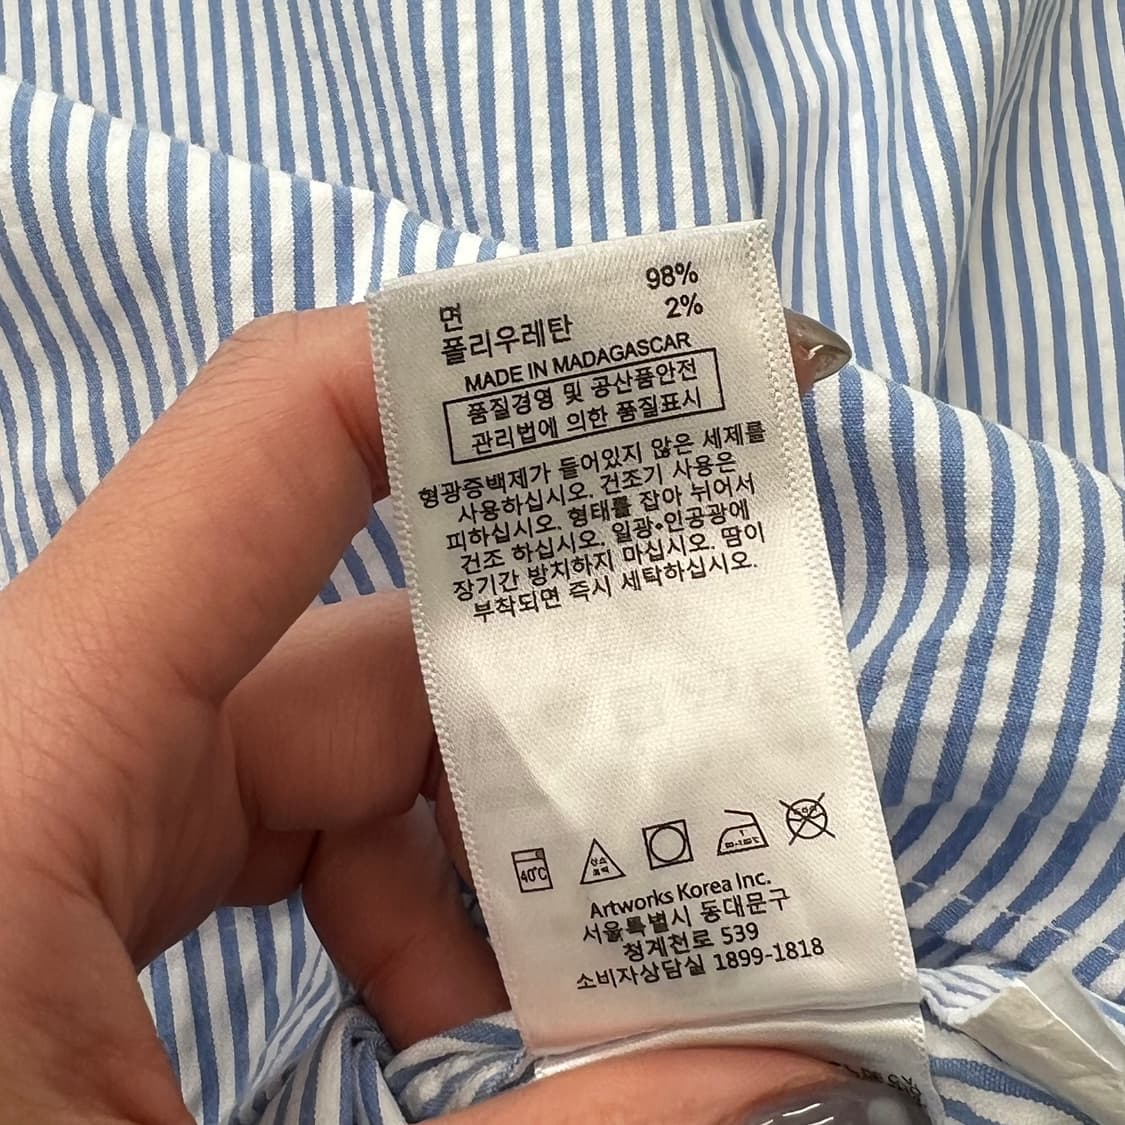 면 98%
폴리우레탄 2%
MADE IN MADAGASCAR
품질경영 및 공산품안전
관리법에 의한 품질표시
형광증백제가 들어있지 않은 세제를
사용하십시오. 건조기 사용은
피하십시오. 형태를 잡아 뉘어서
건조 하십시오. 일광•인공광에
장기간 방치하지 마십시오. 땀이
부착되면 즉시 세탁하십시오.
40℃
Artworks Korea Inc.
서울특별시 동대문구
청계천로 539
소비자상담실 1899-1818